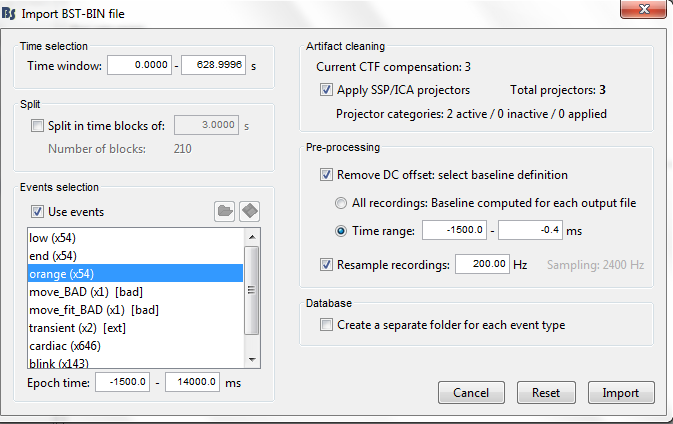 Import BST-BIN file
Time selection
Time window: 0.0000 - 628.9996 s
Split
Split in time blocks of: 3.0000 s
Number of blocks: 210
Events selection
Use events
low (x54)
end (x54)
orange (x54)
move_BAD (x1) [bad]
move_fit_BAD (x1) [bad]
transient (x2) [ext]
cardiac (x646)
blink (x143)
Epoch time: -1500.0 - 14000.0 ms
Artifact cleaning
Current CTF compensation: 3
Apply SSP/ICA projectors Total projectors: 3
Projector categories: 2 active / 0 inactive / 0 applied
Pre-processing
Remove DC offset: select baseline definition
All recordings: Baseline computed for each output file
Time range: -1500.0 - -0.4 ms
Resample recordings: 200.00 Hz Sampling: 2400 Hz
Database
Create a separate folder for each event type
Cancel Reset Import